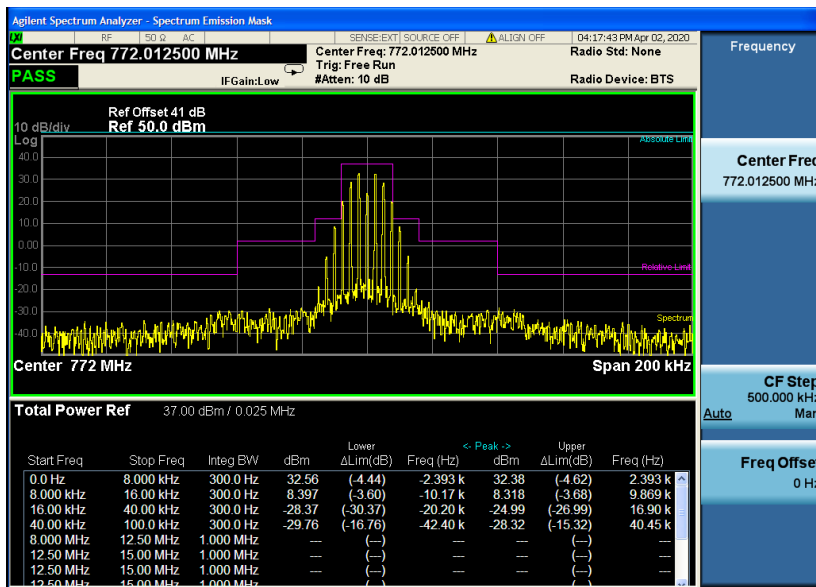 Agilent Spectrum Analyzer - Spectrum Emission Mask
LXI RF 50 Ω AC SENSE:EXT SOURCE OFF ALIGN OFF 04:17:43 PM Apr 02, 2020
Center Freq 772.012500 MHz Center Freq: 772.012500 MHz Radio Std: None
Trig: Free Run
PASS IFGain:Low #Atten: 10 dB Radio Device: BTS
Ref Offset 41 dB
10 dB/div Ref 50.0 dBm
Log Absolute Limit
40.0
30.0
20.0
10.0
0.00
-10.0 Relative Limit
-20.0
-30.0 Spectrum
-40.0
Center 772 MHz Span 200 kHz
Total Power Ref 37.00 dBm / 0.025 MHz
Lower <- Peak -> Upper
Start Freq Stop Freq Integ BW dBm ΔLim(dB) Freq (Hz) dBm ΔLim(dB) Freq (Hz)
0.0 Hz 8.000 kHz 300.0 Hz 32.56 (-4.44) -2.393 k 32.38 (-4.62) 2.393 k
8.000 kHz 16.00 kHz 300.0 Hz 8.397 (-3.60) -10.17 k 8.318 (-3.68) 9.869 k
16.00 kHz 40.00 kHz 300.0 Hz -28.37 (-30.37) -20.20 k -24.99 (-26.99) 16.90 k
40.00 kHz 100.0 kHz 300.0 Hz -29.76 (-16.76) -42.40 k -28.32 (-15.32) 40.45 k
8.000 MHz 12.50 MHz 1.000 MHz --- (---) --- --- (---) ---
12.50 MHz 15.00 MHz 1.000 MHz --- (---) --- --- (---) ---
12.50 MHz 15.00 MHz 1.000 MHz --- (---) --- --- (---) ---
12.50 MHz 15.00 MHz 1.000 MHz
Frequency
Center Freq
772.012500 MHz
CF Step
500.000 kHz
Auto Man
Freq Offset
0 Hz